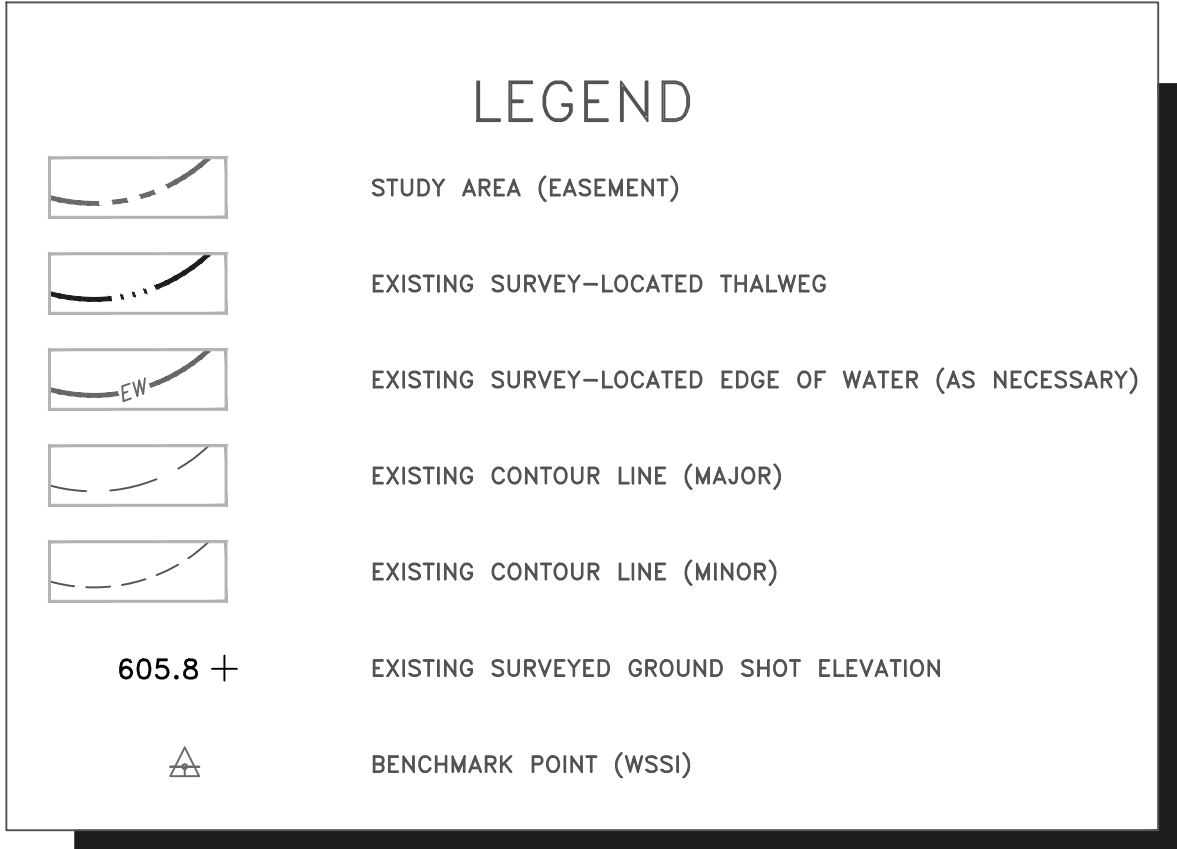 LEGEND
STUDY AREA (EASEMENT)
EXISTING SURVEY-LOCATED THALWEG
EW EXISTING SURVEY-LOCATED EDGE OF WATER (AS NECESSARY)
EXISTING CONTOUR LINE (MAJOR)
EXISTING CONTOUR LINE (MINOR)
605.8 + EXISTING SURVEYED GROUND SHOT ELEVATION
BENCHMARK POINT (WSSI)